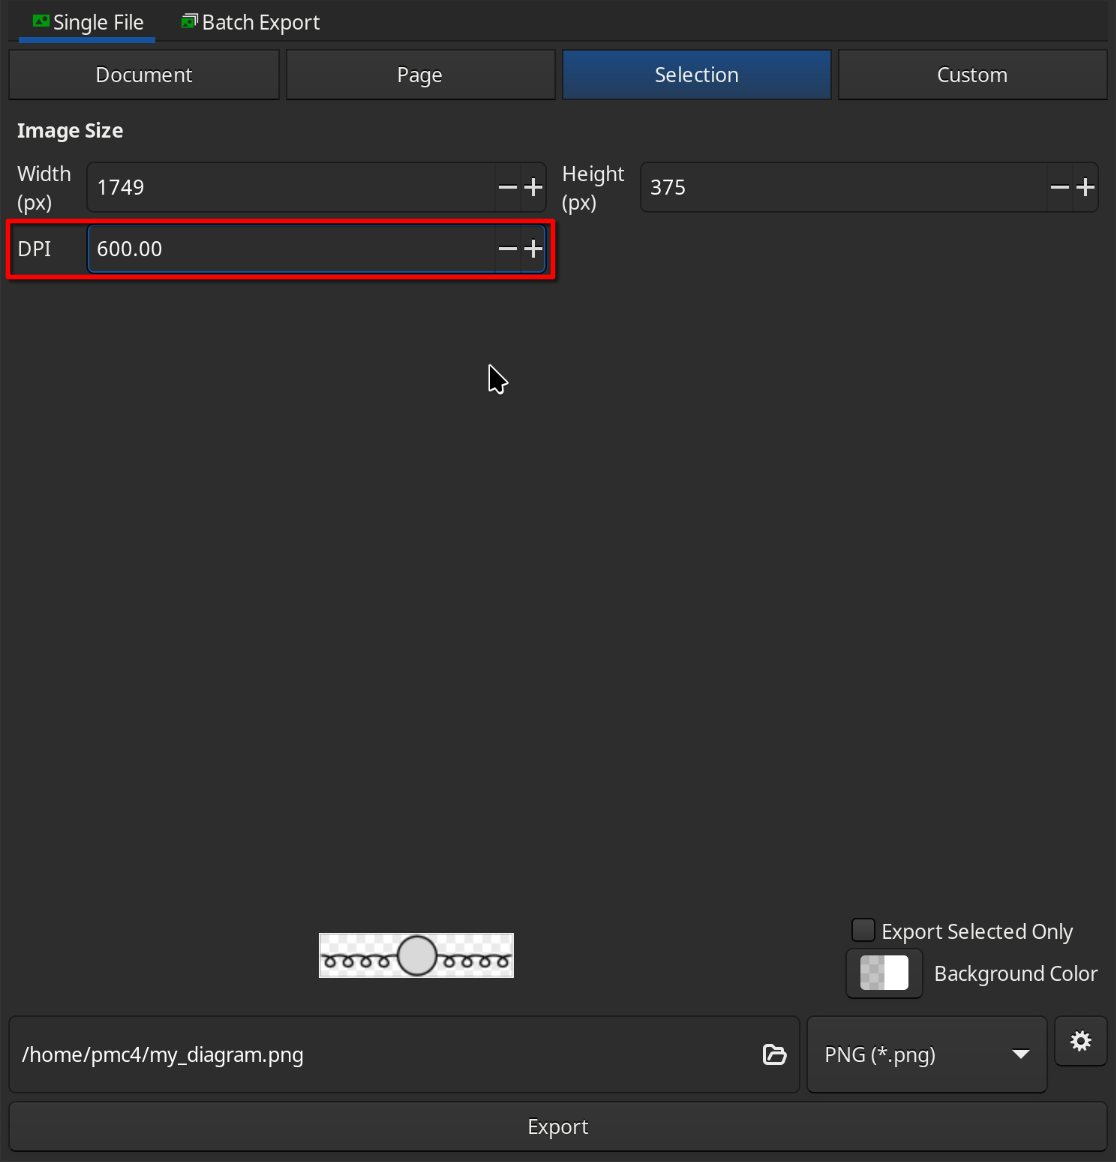 Single File Batch Export
Document Page Selection Custom
Image Size
Width (px) 1749 Height (px) 375
DPI 600.00
Export Selected Only
Background Color
/home/pmc4/my_diagram.png PNG (*.png)
Export